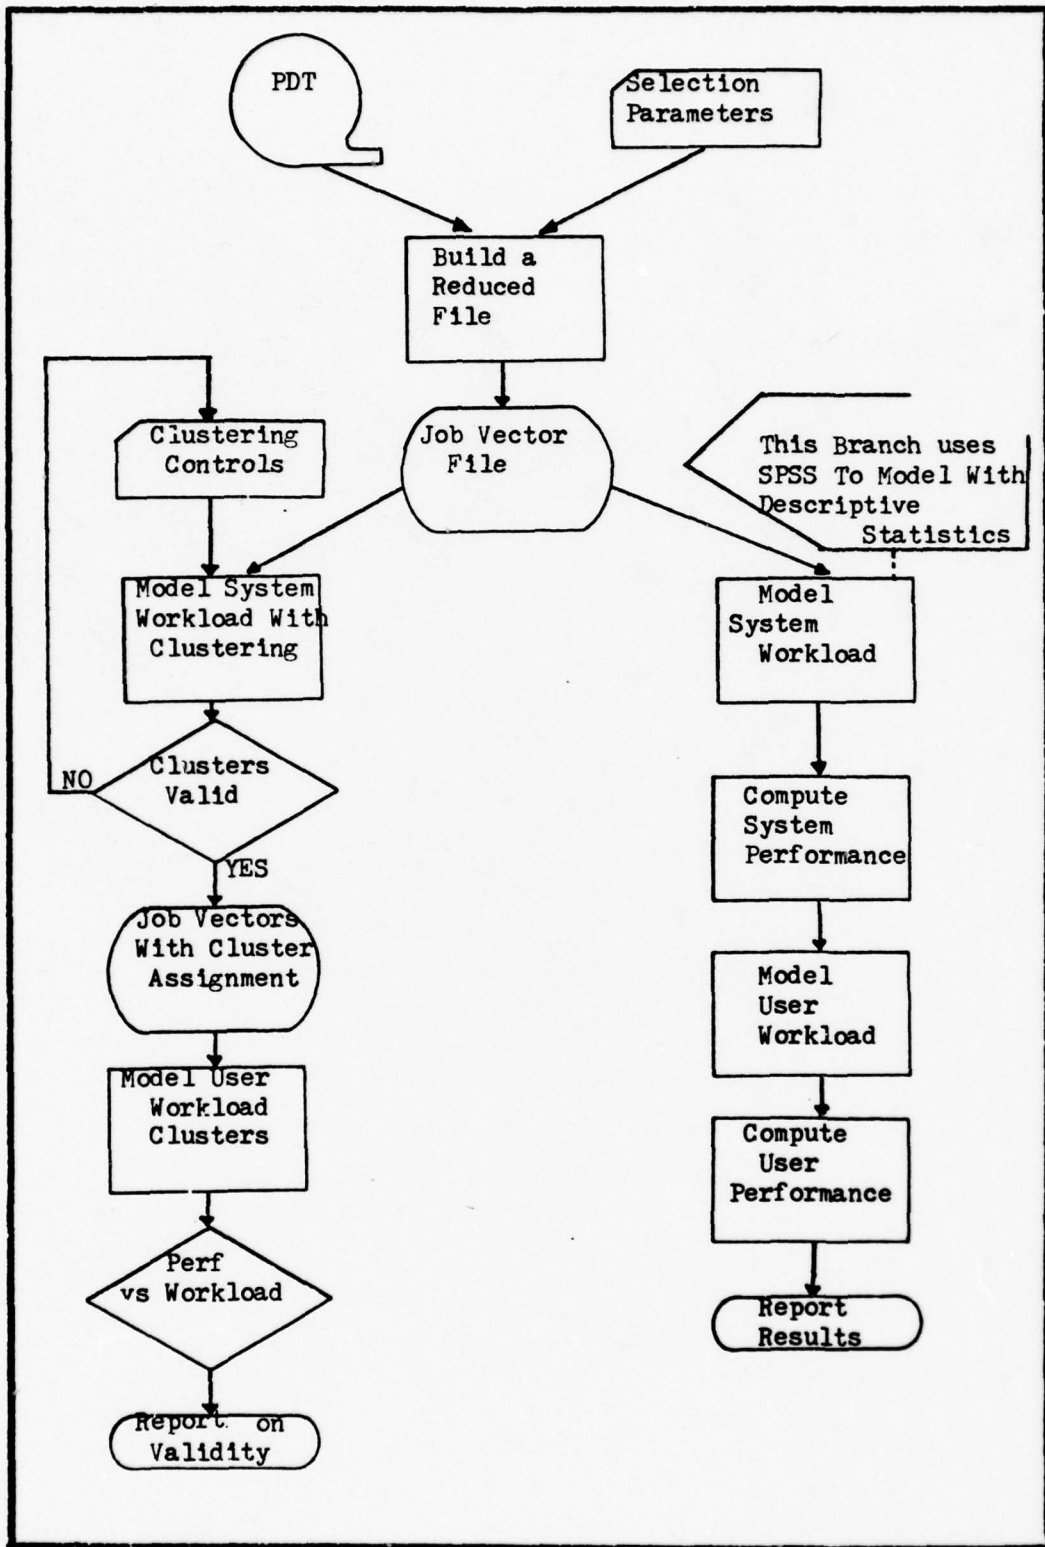 PDT
Selection
Parameters
Build a
Reduced
File
Clustering
Controls
Job Vector
File
This Branch uses
SPSS To Model With
Descriptive
Statistics
Model System
Workload With
Clustering
Model
System
Workload
Clusters
Valid
NO
YES
Compute
System
Performance
Job Vectors
With Cluster
Assignment
Model
User
Workload
Model User
Workload
Clusters
Compute
User
Performance
Perf
vs Workload
Report
Results
Report on
Validity